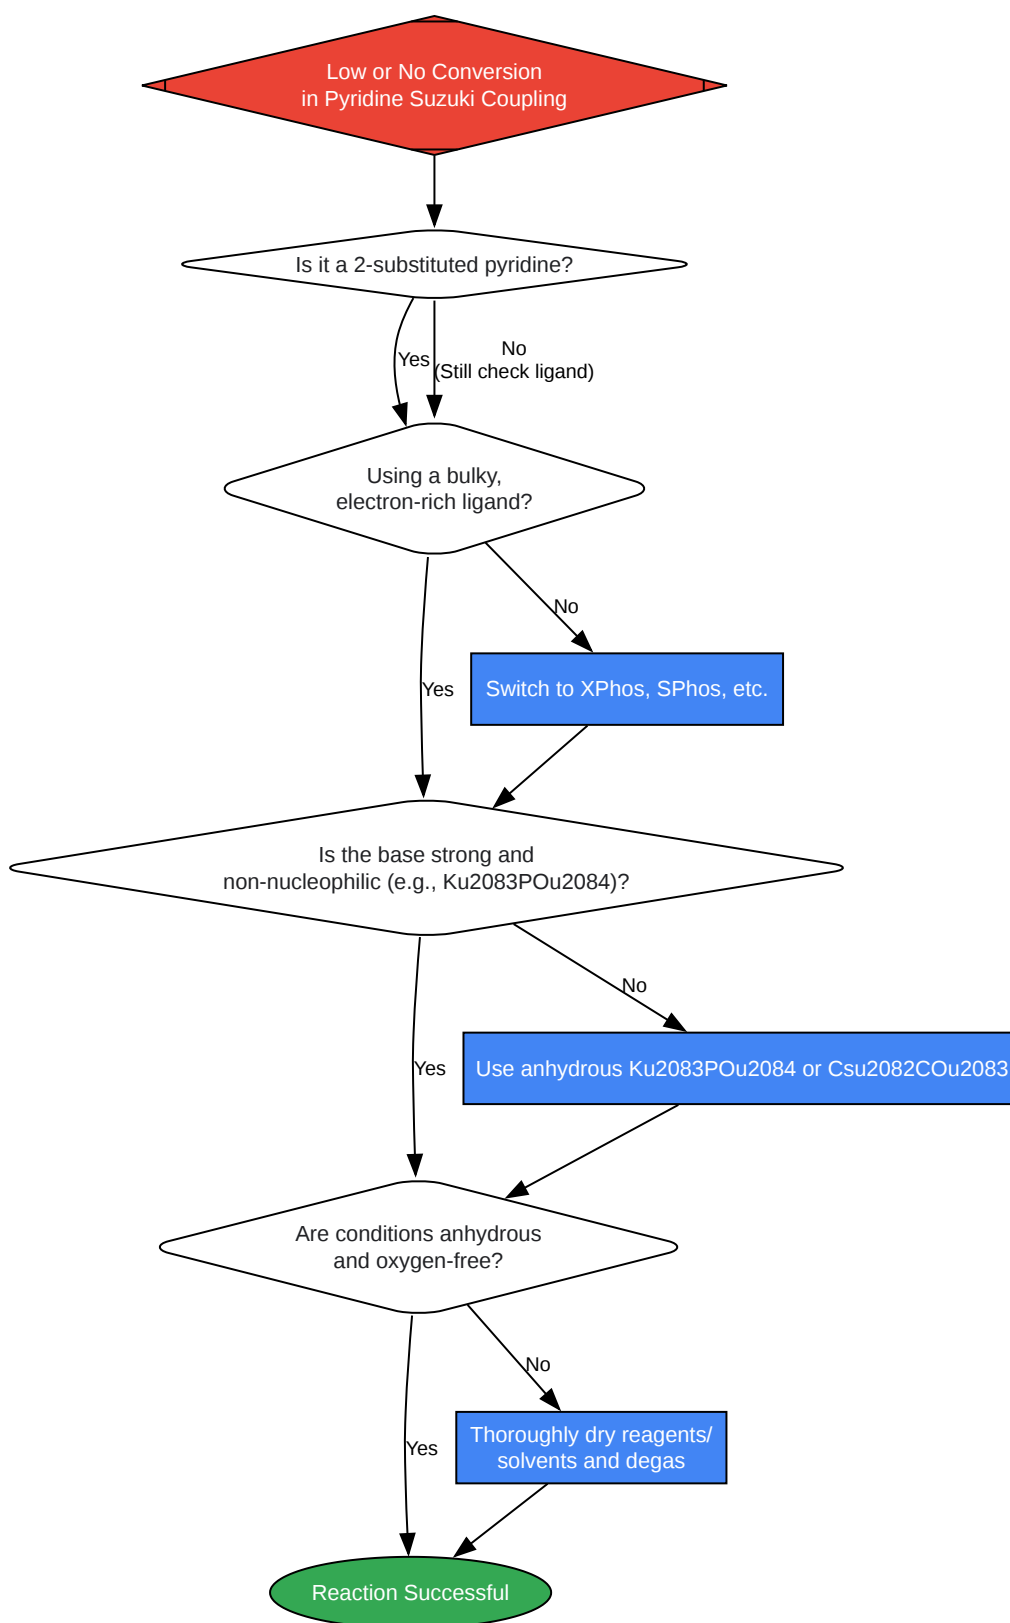 Low or No Conversion
in Pyridine Suzuki Coupling
Is it a 2-substituted pyridine?
Yes
No
(Still check ligand)
Using a bulky,
electron-rich ligand?
No
Yes
Switch to XPhos, SPhos, etc.
Is the base strong and
non-nucleophilic (e.g., Ku2083POu2084)?
No
Yes
Use anhydrous Ku2083POu2084 or Csu2082COu2083
Are conditions anhydrous
and oxygen-free?
No
Yes
Thoroughly dry reagents/
solvents and degas
Reaction Successful